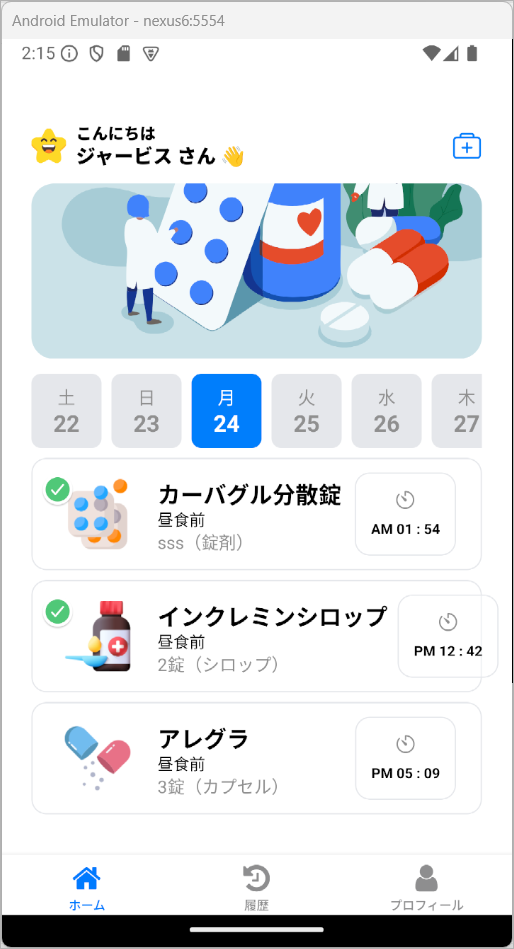 Android Emulator - nexus6:5554
2:15
こんにちは
ジャービス さん 👋
土 日 月 火 水 木
22 23 24 25 26 27
カーバグル分散錠
昼食前
sss（錠剤）
AM 01 : 54
インクレミンシロップ
昼食前
2錠（シロップ）
PM 12 : 42
アレグラ
昼食前
3錠（カプセル）
PM 05 : 09
ホーム 履歴 プロフィール